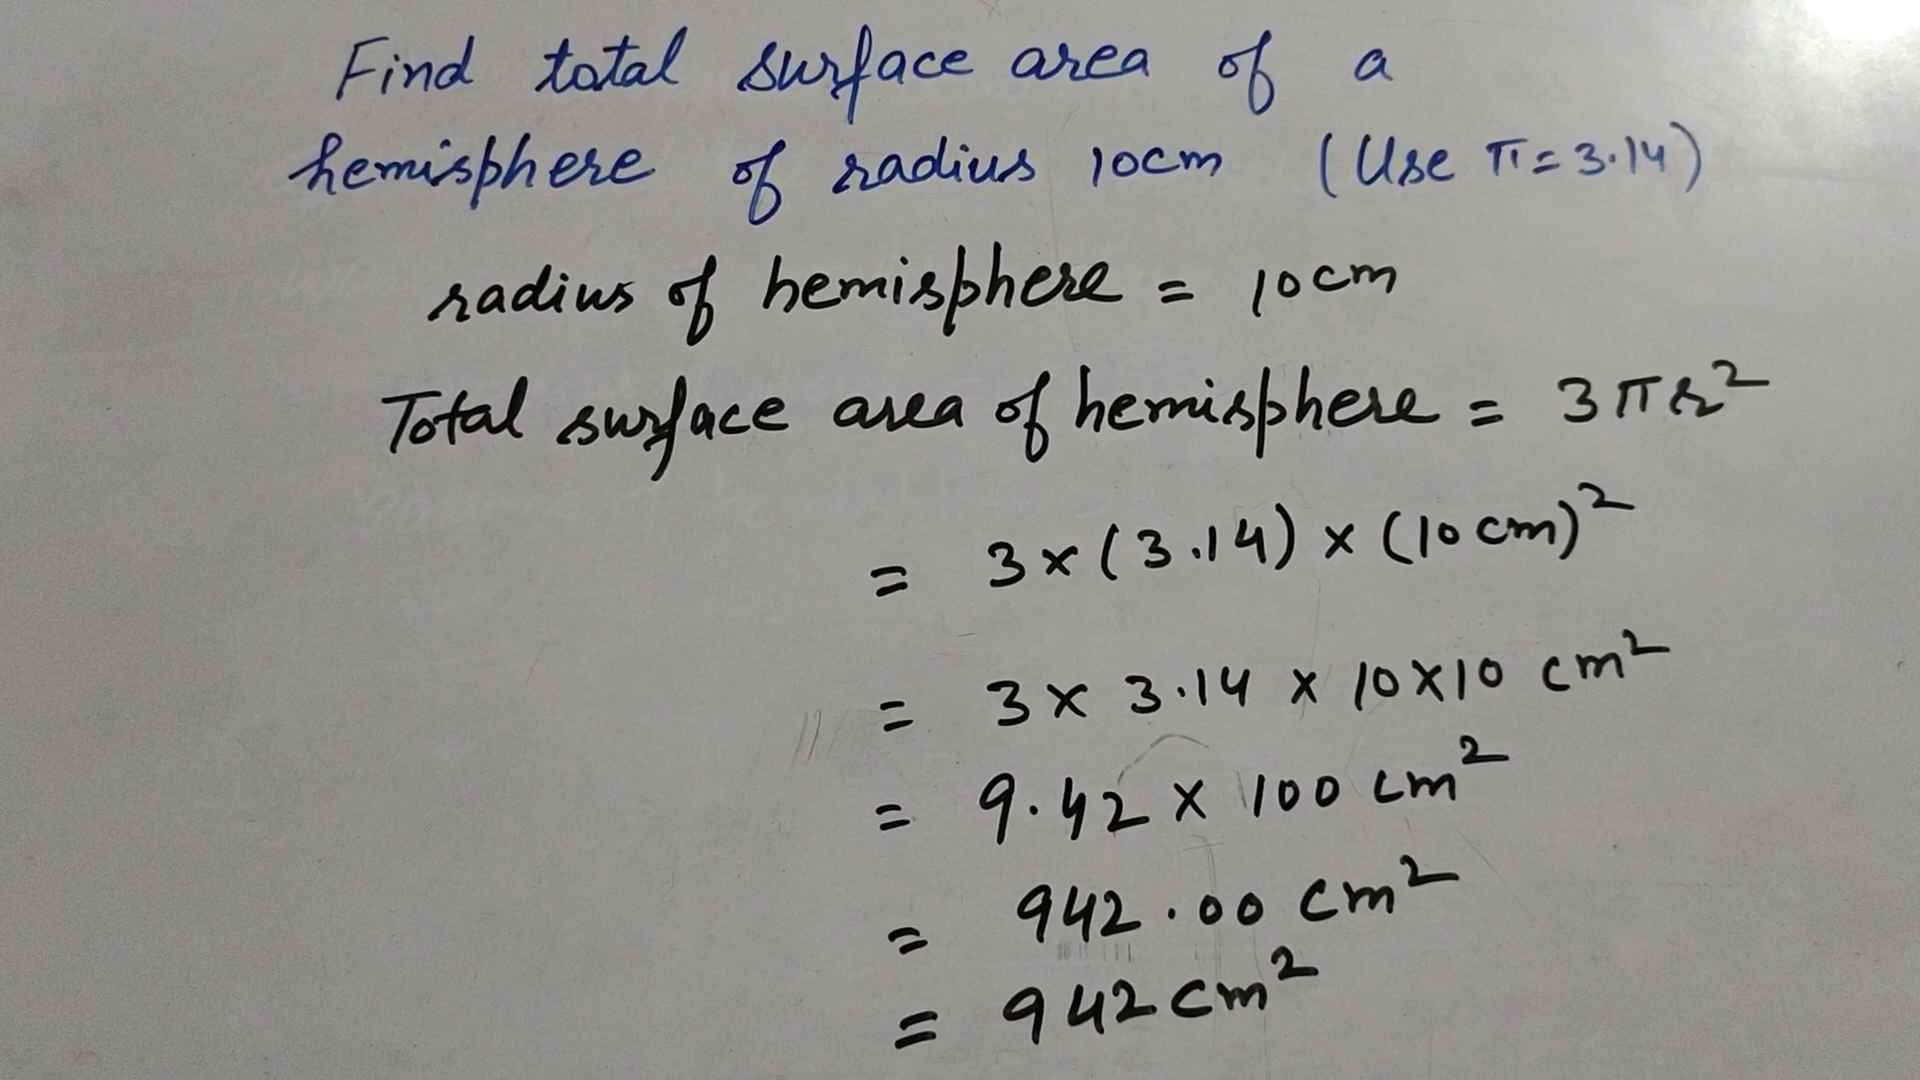 Find total surface area of a
hemisphere of radius 10cm (Use π=3.14)
radius of hemisphere = 10cm
Total surface area of hemisphere = 3πr²
= 3×(3.14)×(10cm)²
= 3× 3.14 × 10×10 cm²
= 9.42 × 100 cm²
= 942.00 cm²
= 942 cm²